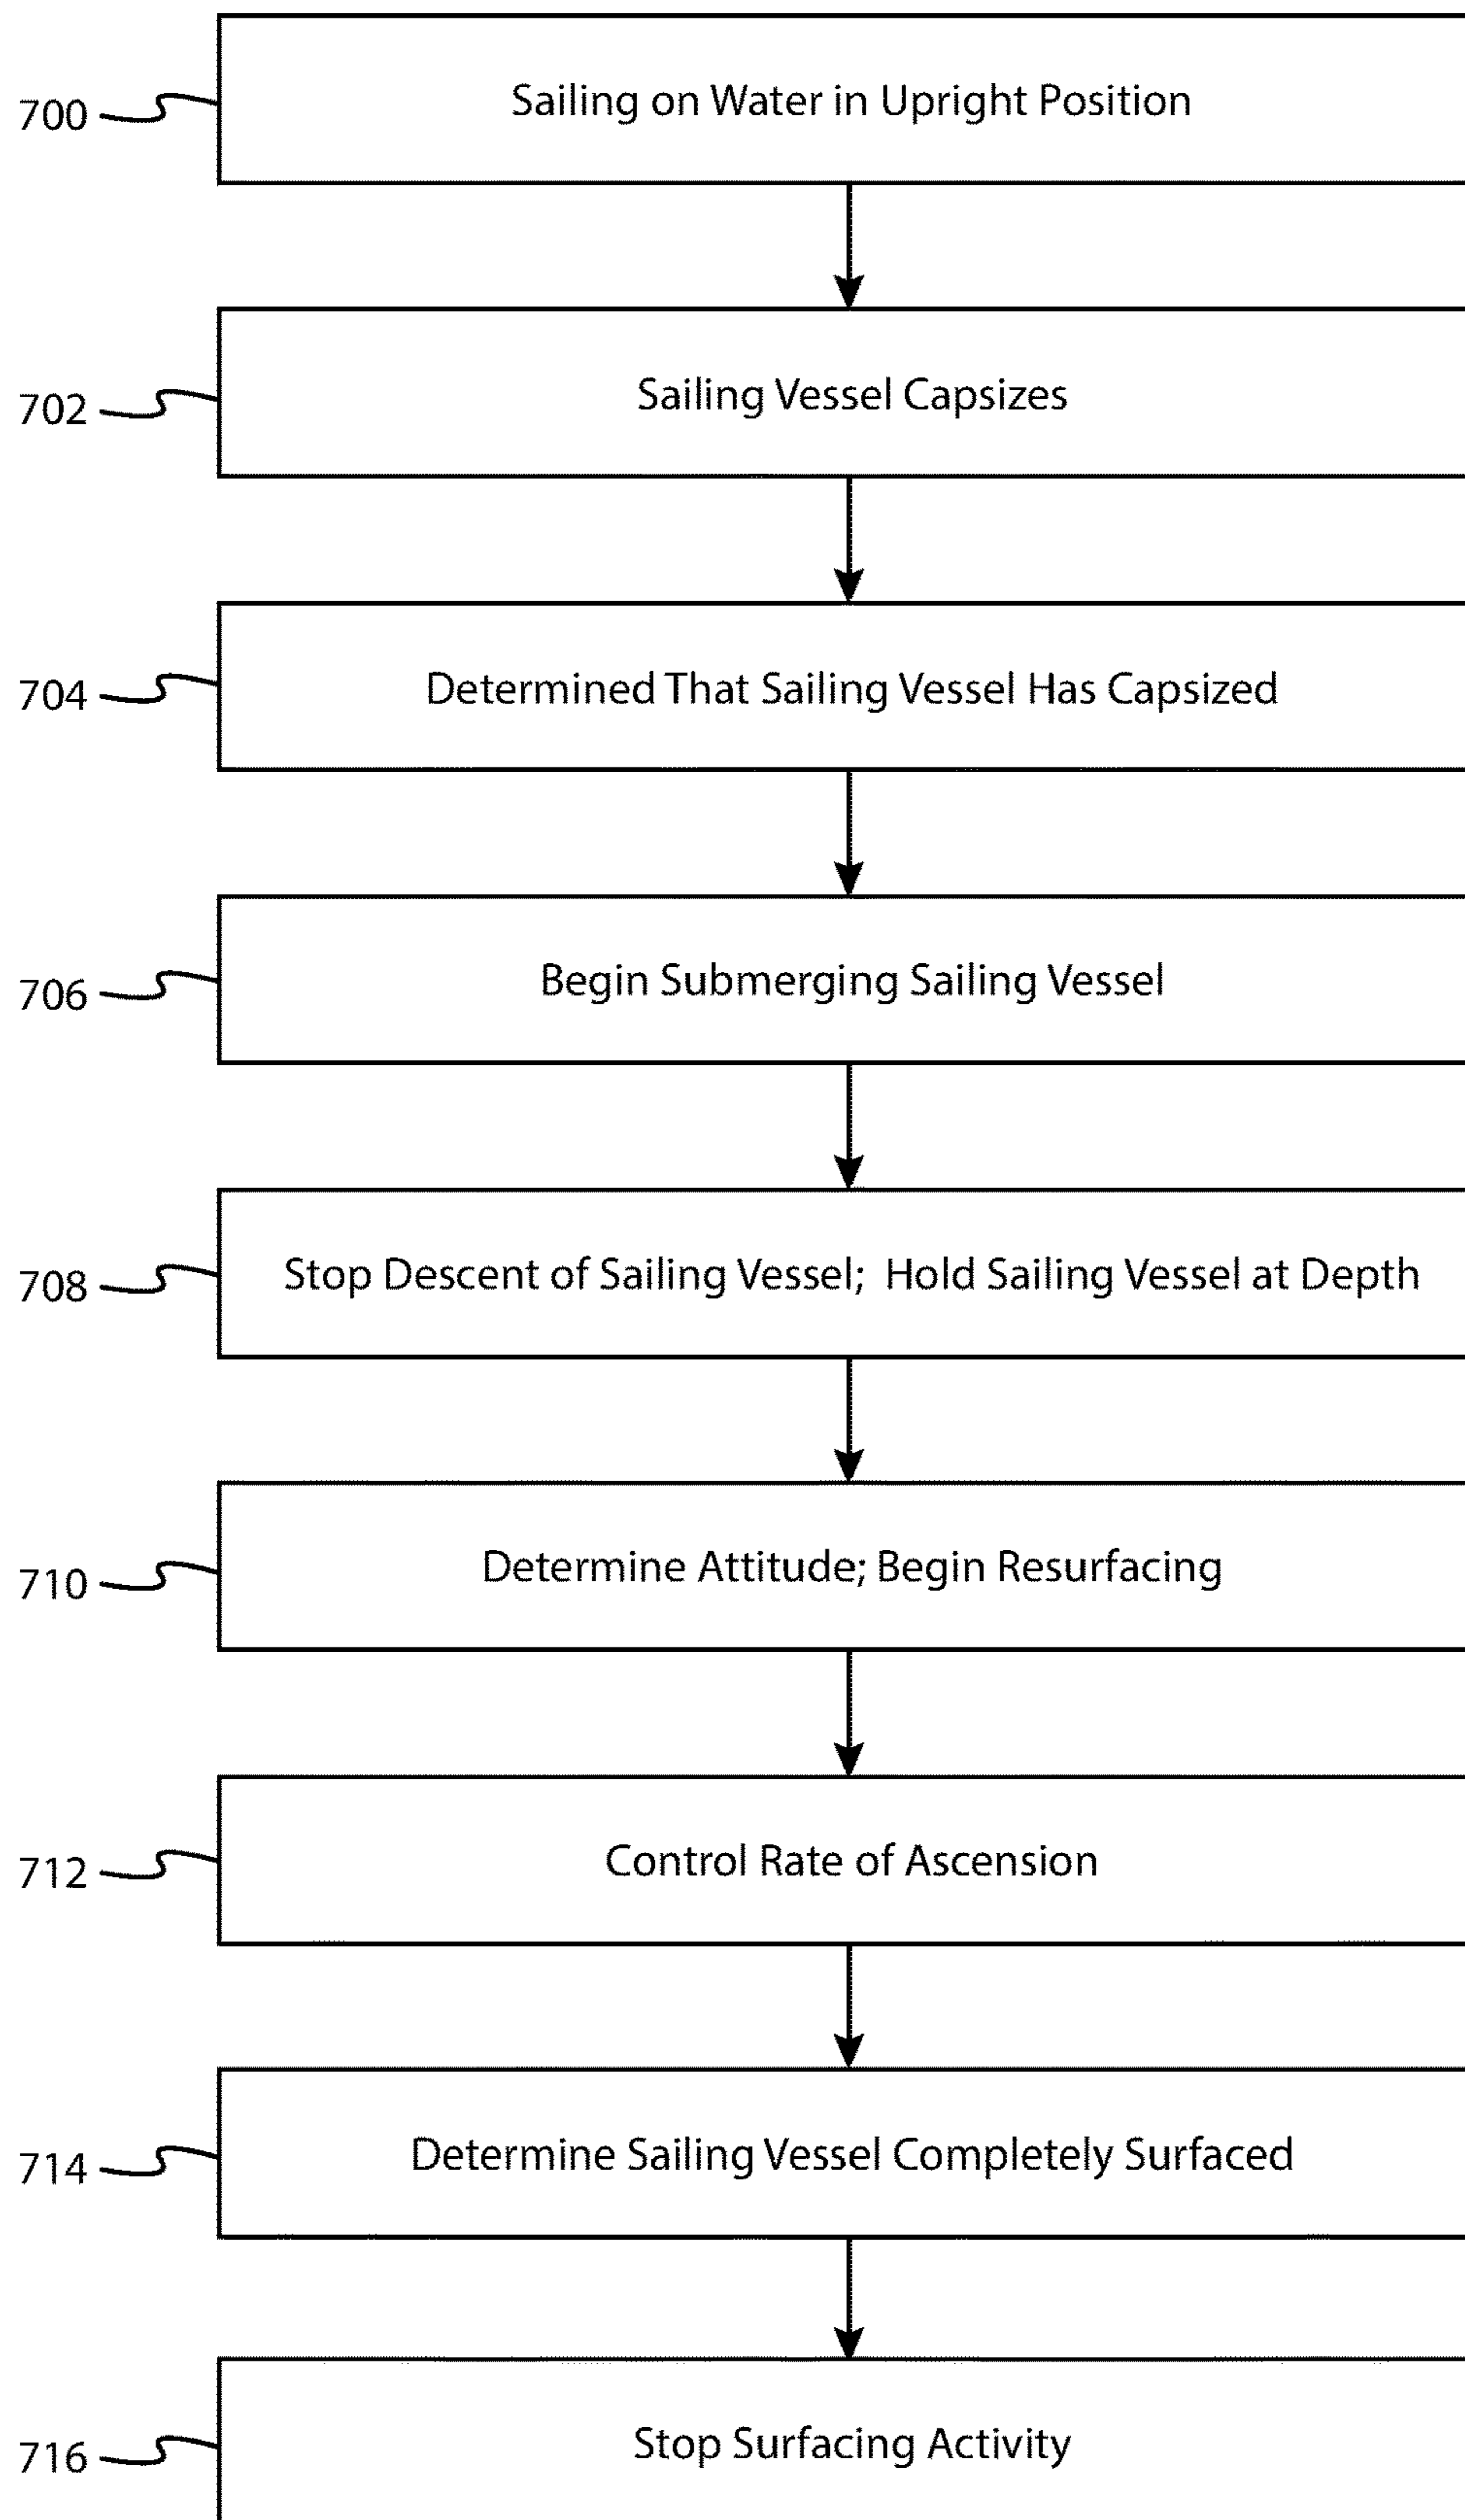 700 Sailing on Water in Upright Position
702 Sailing Vessel Capsizes
704 Determined That Sailing Vessel Has Capsized
706 Begin Submerging Sailing Vessel
708 Stop Descent of Sailing Vessel; Hold Sailing Vessel at Depth
710 Determine Attitude; Begin Resurfacing
712 Control Rate of Ascension
714 Determine Sailing Vessel Completely Surfaced
716 Stop Surfacing Activity